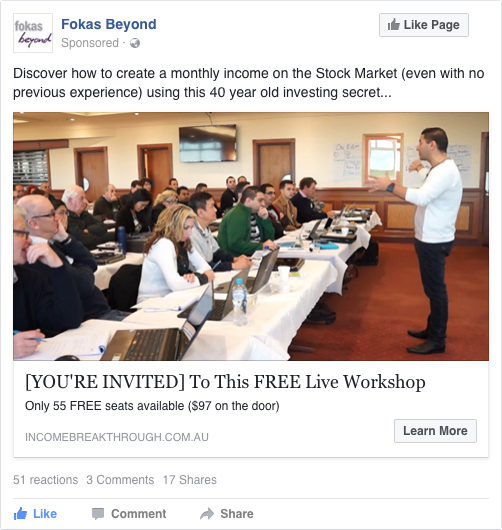 fokas
beyond
Fokas Beyond
Sponsored ·
Like Page
Discover how to create a monthly income on the Stock Market (even with no
previous experience) using this 40 year old investing secret...
[YOU'RE INVITED] To This FREE Live Workshop
Only 55 FREE seats available ($97 on the door)
INCOMEBREAKTHROUGH.COM.AU
Learn More
51 reactions 3 Comments 17 Shares
Like Comment Share